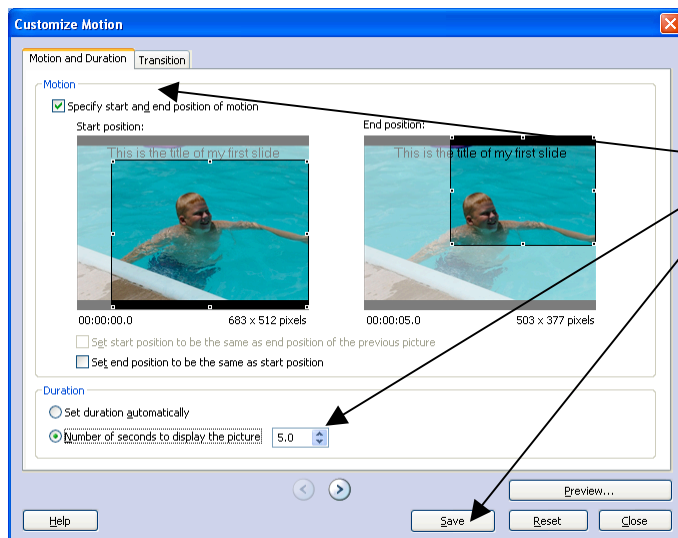 Customize Motion
Motion and Duration Transition
Motion
Specify start and end position of motion
Start position: End position:
This is the title of my first slide This is the title of my first slide
00:00:00.0 683 x 512 pixels 00:00:05.0 503 x 377 pixels
Set start position to be the same as end position of the previous picture
Set end position to be the same as start position
Duration
Set duration automatically
Number of seconds to display the picture 5.0
Preview...
Help Save Reset Close